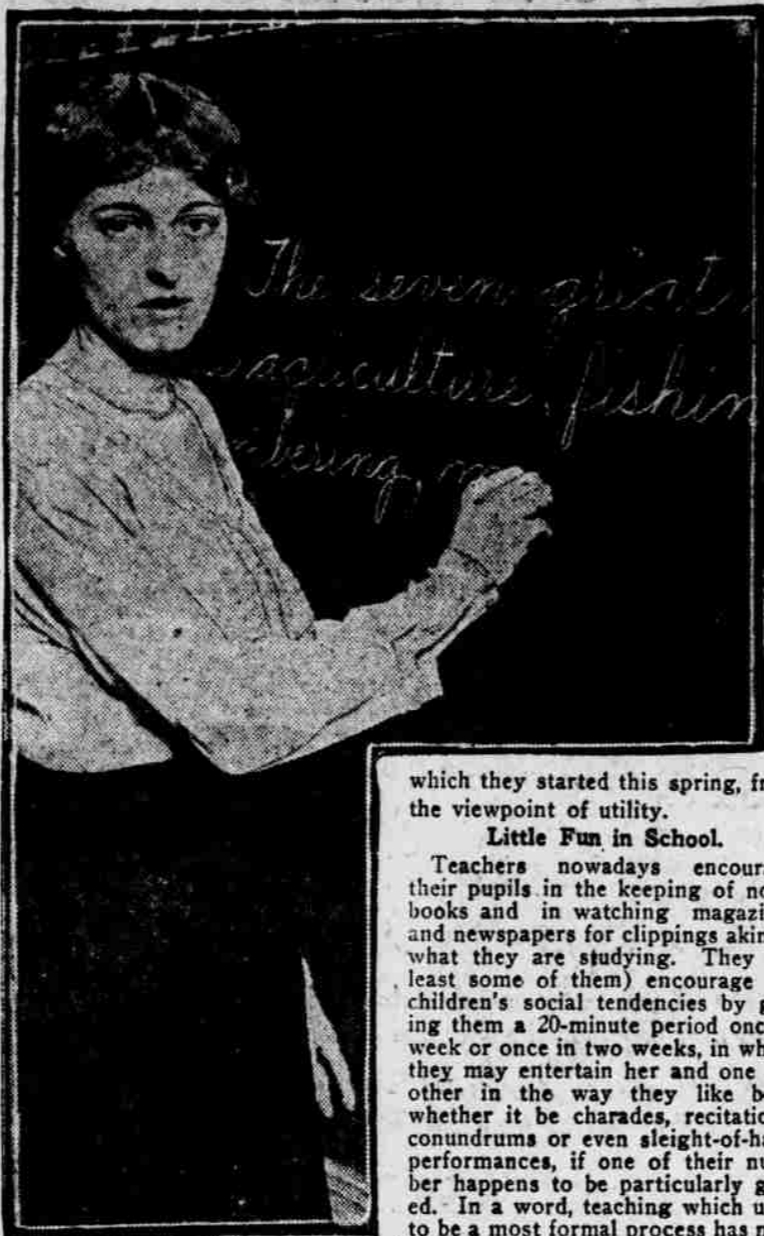 The seven great
agriculture, fishin
bering, m
which they started this spring, fr
the viewpoint of utility.
Little Fun in School.
Teachers nowadays encour
their pupils in the keeping of no
books and in watching magazi
and newspapers for clippings akin
what they are studying. They
least some of them) encourage
children's social tendencies by g
ing them a 20-minute period onc
week or once in two weeks, in wh
they may entertain her and one
other in the way they like b
whether it be charades, recitatio
conundrums or even sleight-of-ha
performances, if one of their nu
ber happens to be particularly g
ed. In a word, teaching which u
to be a most formal process has n